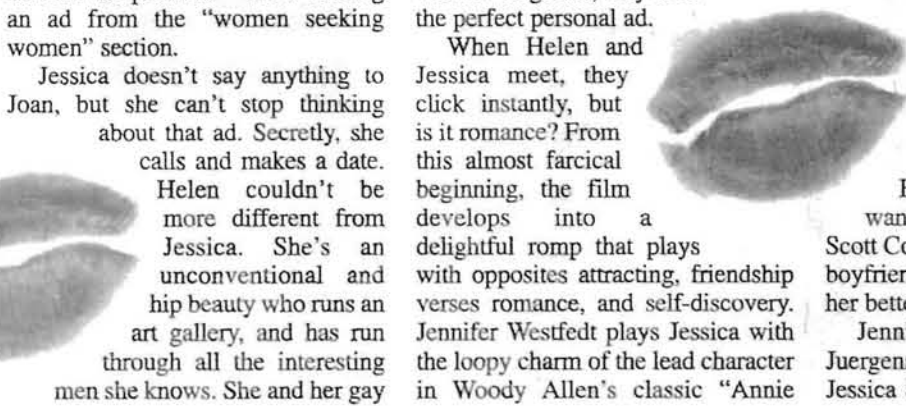 an ad from the “women seeking
women” section.
Jessica doesn’t say anything to
Joan, but she can’t stop thinking
about that ad. Secretly, she
calls and makes a date.
Helen couldn’t be
more different from
Jessica. She’s an
unconventional and
hip beauty who runs an
art gallery, and has run
through all the interesting
men she knows. She and her gay
the perfect personal ad.
When Helen and
Jessica meet, they
click instantly, but
is it romance? From
this almost farcical
beginning, the film
develops into a
delightful romp that plays
with opposites attracting, friendship
verses romance, and self-discovery.
Jennifer Westfedt plays Jessica with
the loopy charm of the lead character
in Woody Allen’s classic “Annie
Scott
her
Jessica